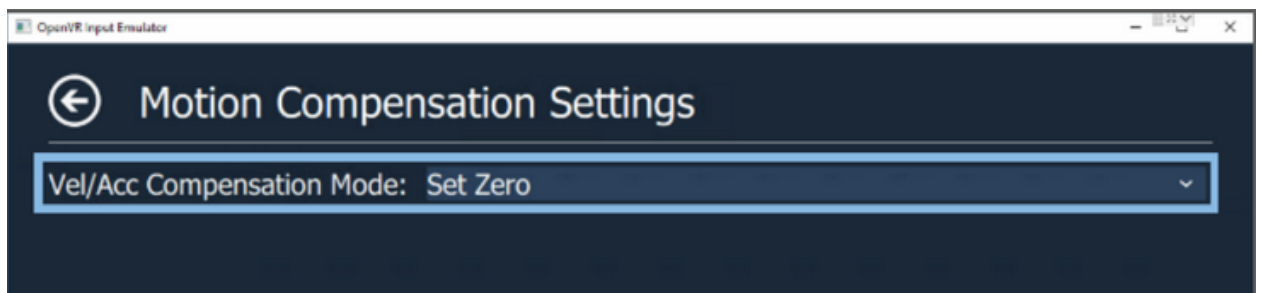 OpenVR Input Emulator
Motion Compensation Settings
Vel/Acc Compensation Mode: Set Zero